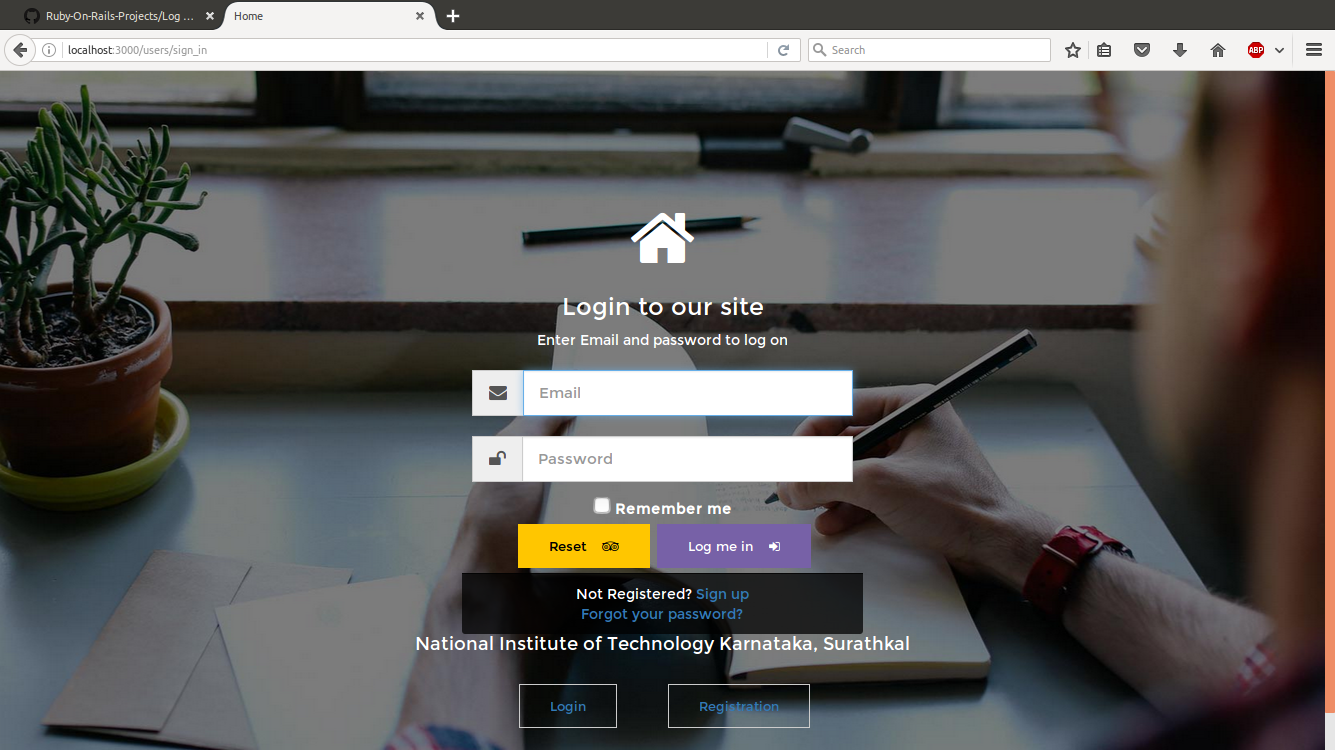 Ruby-On-Rails-Projects/Log ...
Home
localhost:3000/users/sign_in
Search
ABP
Login to our site
Enter Email and password to log on
Email
Password
Remember me
Reset
Log me in
Not Registered? Sign up
Forgot your password?
National Institute of Technology Karnataka, Surathkal
Login
Registration